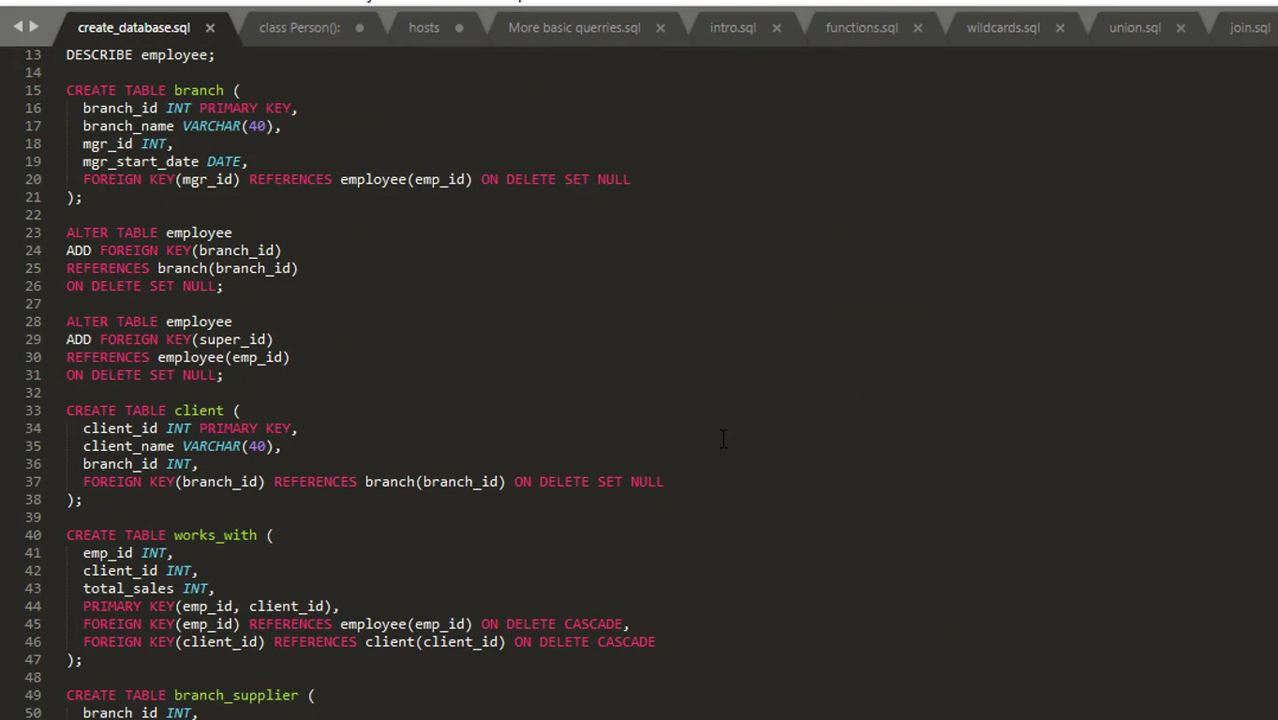 create_database.sql
class Person():
hosts
More basic querries.sql
intro.sql
functions.sql
wildcards.sql
union.sql
join.sql
13 DESCRIBE employee;
14
15 CREATE TABLE branch (
16 branch_id INT PRIMARY KEY,
17 branch_name VARCHAR(40),
18 mgr_id INT,
19 mgr_start_date DATE,
20 FOREIGN KEY(mgr_id) REFERENCES employee(emp_id) ON DELETE SET NULL
21 );
22
23 ALTER TABLE employee
24 ADD FOREIGN KEY(branch_id)
25 REFERENCES branch(branch_id)
26 ON DELETE SET NULL;
27
28 ALTER TABLE employee
29 ADD FOREIGN KEY(super_id)
30 REFERENCES employee(emp_id)
31 ON DELETE SET NULL;
32
33 CREATE TABLE client (
34 client_id INT PRIMARY KEY,
35 client_name VARCHAR(40),
36 branch_id INT,
37 FOREIGN KEY(branch_id) REFERENCES branch(branch_id) ON DELETE SET NULL
38 );
39
40 CREATE TABLE works_with (
41 emp_id INT,
42 client_id INT,
43 total_sales INT,
44 PRIMARY KEY(emp_id, client_id),
45 FOREIGN KEY(emp_id) REFERENCES employee(emp_id) ON DELETE CASCADE,
46 FOREIGN KEY(client_id) REFERENCES client(client_id) ON DELETE CASCADE
47 );
48
49 CREATE TABLE branch_supplier (
50 branch_id INT,